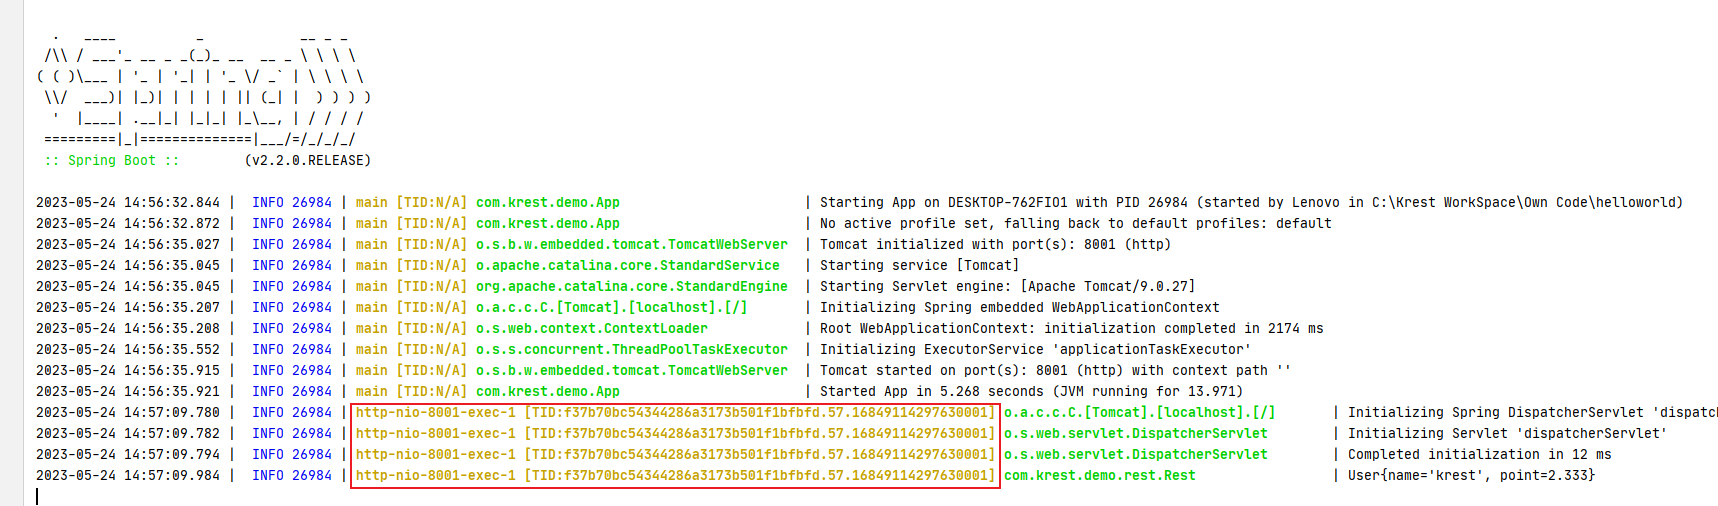 .   ____          _            __ _ _
 /\\ / ___'_ __ _ _(_)_ __  __ _ \ \ \ \
( ( )\___ | '_ | '_| | '_ \/ _` | \ \ \ \
 \\/  ___)| |_)| | | | | || (_| |  ) ) ) )
  '  |____| .__|_| |_|_| |_\__, | / / / /
 =========|_|==============|___/=/_/_/_/
 :: Spring Boot ::        (v2.2.0.RELEASE)
2023-05-24 14:56:32.844 |  INFO 26984 | main [TID:N/A] com.krest.demo.App                       | Starting App on DESKTOP-762FIO1 with PID 26984 (started by Lenovo in C:\Krest WorkSpace\Own Code\helloworld)
2023-05-24 14:56:32.872 |  INFO 26984 | main [TID:N/A] com.krest.demo.App                       | No active profile set, falling back to default profiles: default
2023-05-24 14:56:35.027 |  INFO 26984 | main [TID:N/A] o.s.b.w.embedded.tomcat.TomcatWebServer  | Tomcat initialized with port(s): 8001 (http)
2023-05-24 14:56:35.045 |  INFO 26984 | main [TID:N/A] o.apache.catalina.core.StandardService   | Starting service [Tomcat]
2023-05-24 14:56:35.045 |  INFO 26984 | main [TID:N/A] org.apache.catalina.core.StandardEngine  | Starting Servlet engine: [Apache Tomcat/9.0.27]
2023-05-24 14:56:35.207 |  INFO 26984 | main [TID:N/A] o.a.c.c.C.[Tomcat].[localhost].[/]       | Initializing Spring embedded WebApplicationContext
2023-05-24 14:56:35.208 |  INFO 26984 | main [TID:N/A] o.s.web.context.ContextLoader            | Root WebApplicationContext: initialization completed in 2174 ms
2023-05-24 14:56:35.552 |  INFO 26984 | main [TID:N/A] o.s.s.concurrent.ThreadPoolTaskExecutor  | Initializing ExecutorService 'applicationTaskExecutor'
2023-05-24 14:56:35.915 |  INFO 26984 | main [TID:N/A] o.s.b.w.embedded.tomcat.TomcatWebServer  | Tomcat started on port(s): 8001 (http) with context path ''
2023-05-24 14:56:35.921 |  INFO 26984 | main [TID:N/A] com.krest.demo.App                       | Started App in 5.268 seconds (JVM running for 13.971)
2023-05-24 14:57:09.780 |  INFO 26984 | http-nio-8001-exec-1 [TID:f37b70bc54344286a3173b501f1bfbfd.57.16849114297630001] o.a.c.c.C.[Tomcat].[localhost].[/]       | Initializing Spring DispatcherServlet 'dispatc
2023-05-24 14:57:09.782 |  INFO 26984 | http-nio-8001-exec-1 [TID:f37b70bc54344286a3173b501f1bfbfd.57.16849114297630001] o.s.web.servlet.DispatcherServlet        | Initializing Servlet 'dispatcherServlet'
2023-05-24 14:57:09.794 |  INFO 26984 | http-nio-8001-exec-1 [TID:f37b70bc54344286a3173b501f1bfbfd.57.16849114297630001] o.s.web.servlet.DispatcherServlet        | Completed initialization in 12 ms
2023-05-24 14:57:09.984 |  INFO 26984 | http-nio-8001-exec-1 [TID:f37b70bc54344286a3173b501f1bfbfd.57.16849114297630001] com.krest.demo.rest.Rest                 | User{name='krest', point=2.333}